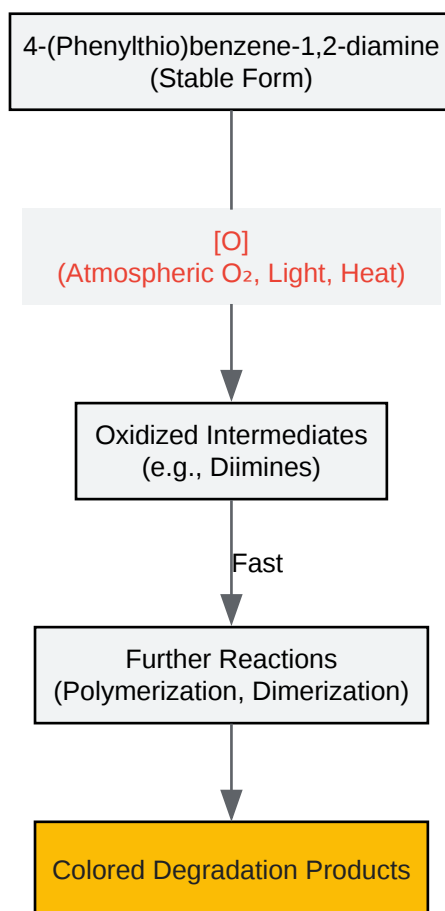 4-(Phenylthio)benzene-1,2-diamine
(Stable Form)
[O]
(Atmospheric O₂, Light, Heat)
Oxidized Intermediates
(e.g., Diimines)
Fast
Further Reactions
(Polymerization, Dimerization)
Colored Degradation Products